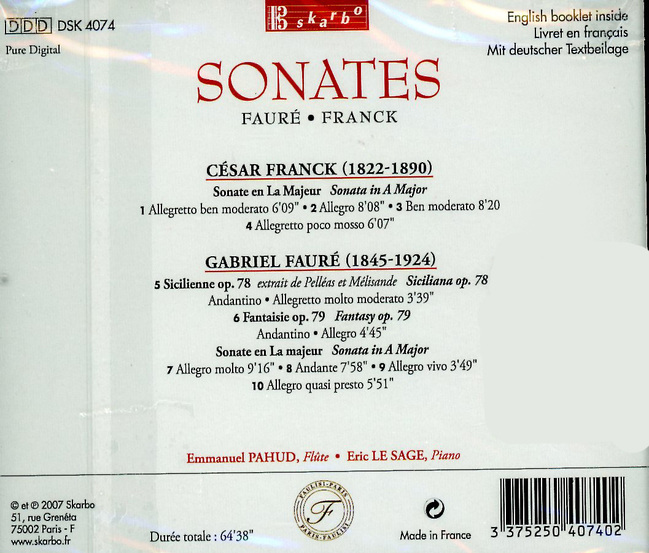 DDD DSK 4074
Pure Digital
skarbo
English booklet inside
Livret en français
Mit deutscher Textbeilage
SONATES
FAURÉ • FRANCK
CÉSAR FRANCK (1822-1890)
Sonate en La Majeur Sonata in A Major
1 Allegretto ben moderato 6'09" • 2 Allegro 8'08" • 3 Ben moderato 8'20
4 Allegretto poco mosso 6'07"
GABRIEL FAURÉ (1845-1924)
5 Sicilienne op. 78 extrait de Pelléas et Mélisande Siciliana op. 78
Andantino • Allegretto molto moderato 3'39"
6 Fantaisie op. 79 Fantasy op. 79
Andantino • Allegro 4'45"
Sonate en La majeur Sonata in A Major
7 Allegro molto 9'16" • 8 Andante 7'58" • 9 Allegro vivo 3'49"
10 Allegro quasi presto 5'51"
Emmanuel PAHUD, Flûte • Eric LE SAGE, Piano
© et ℗ 2007 Skarbo
51, rue Grenéta
75002 Paris - F
www.skarbo.fr
Durée totale : 64'38"
FAULISI-PARIS
F
PARIS-FAULISI
Made in France
3 375250 407402